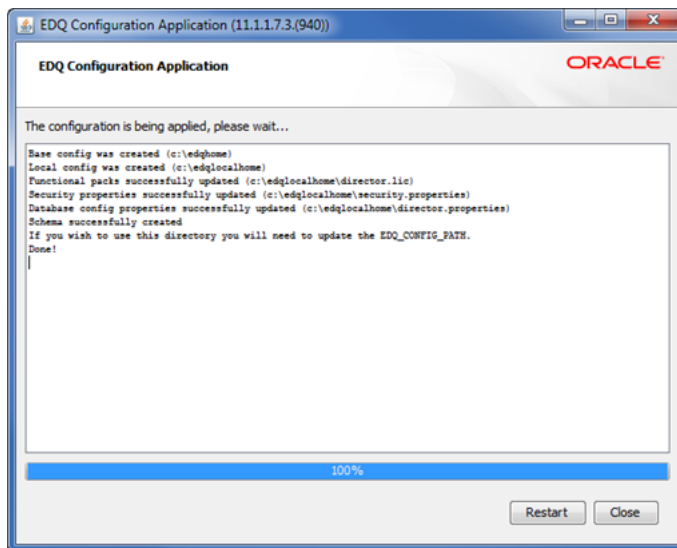 EDQ Configuration Application (11.1.1.7.3.(940))
EDQ Configuration Application
ORACLE
The configuration is being applied, please wait...
Base config was created (c:\edqhome)
Local config was created (c:\edqlocalhome)
Functional packs successfully updated (c:\edqlocalhome\director.lic)
Security properties successfully updated (c:\edqlocalhome\security.properties)
Database config properties successfully updated (c:\edqlocalhome\director.properties)
Schema successfully created
If you wish to use this directory you will need to update the EDQ_CONFIG_PATH.
Done!
100%
Restart Close